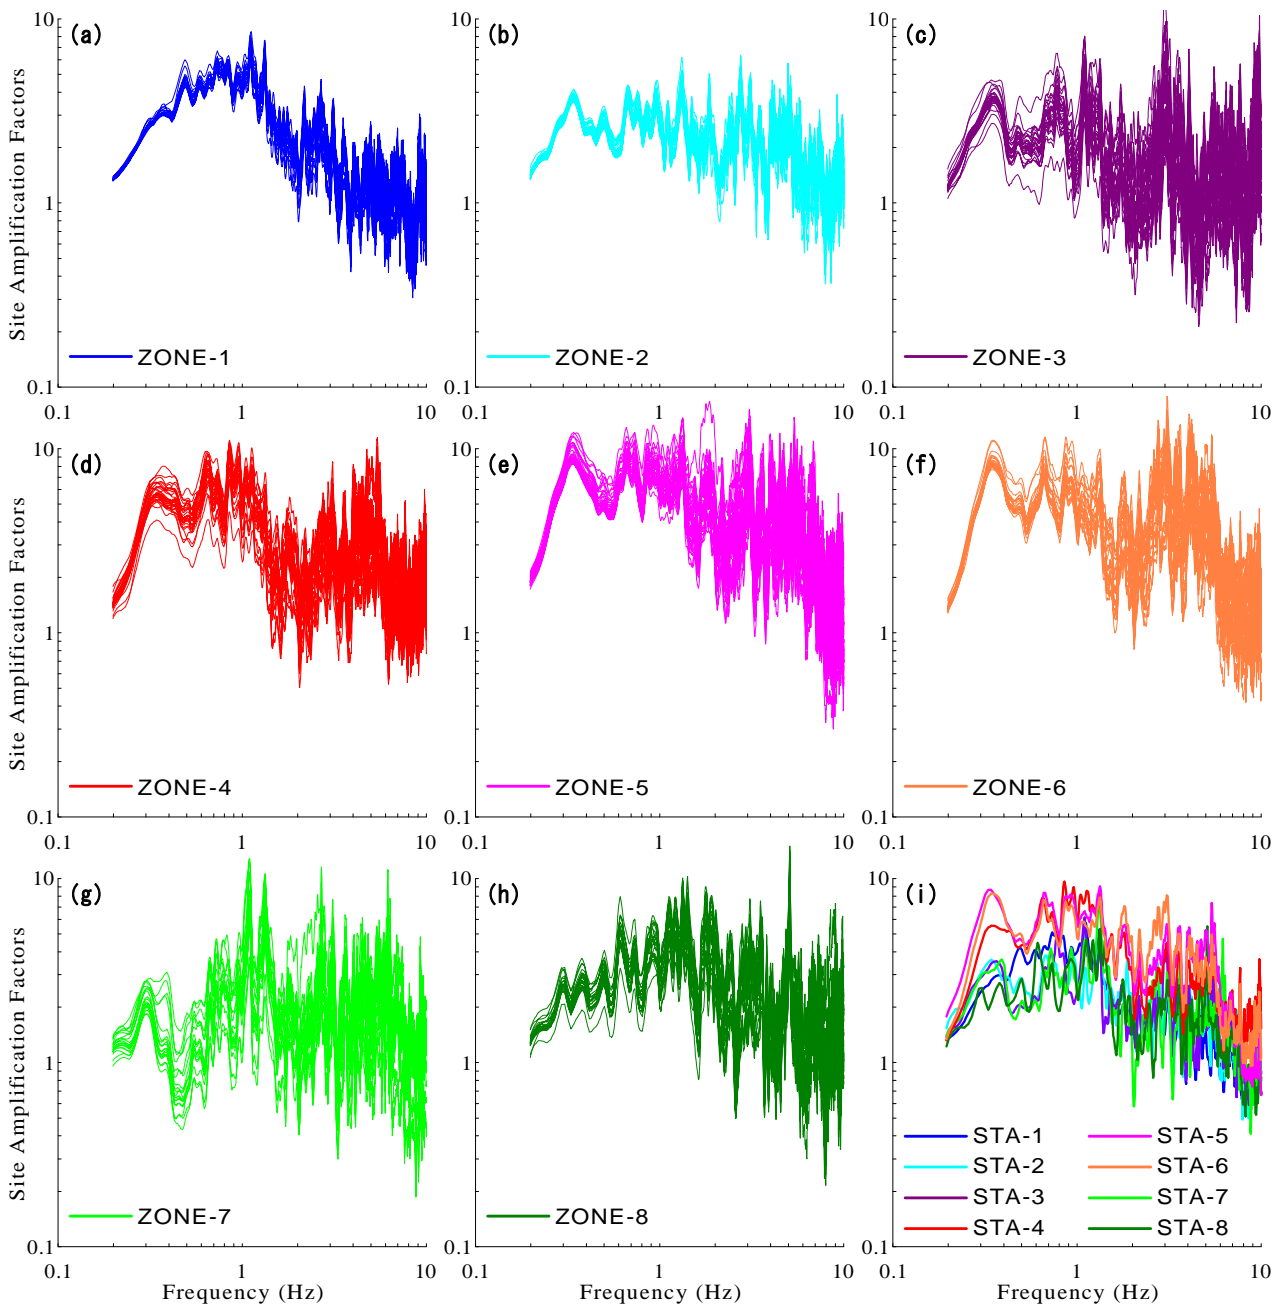 Site Amplification Factors
10
1
0.1
(a)
ZONE-1
0.1
1
10
10
1
0.1
(b)
ZONE-2
0.1
1
10
10
1
0.1
(c)
ZONE-3
0.1
1
10
Site Amplification Factors
10
1
0.1
(d)
ZONE-4
0.1
1
10
10
1
0.1
(e)
ZONE-5
0.1
1
10
10
1
0.1
(f)
ZONE-6
0.1
1
10
Site Amplification Factors
10
1
0.1
(g)
ZONE-7
0.1
1
10
Frequency (Hz)
10
1
0.1
(h)
ZONE-8
0.1
1
10
Frequency (Hz)
10
1
0.1
(i)
STA-1
STA-2
STA-3
STA-4
STA-5
STA-6
STA-7
STA-8
0.1
1
10
Frequency (Hz)